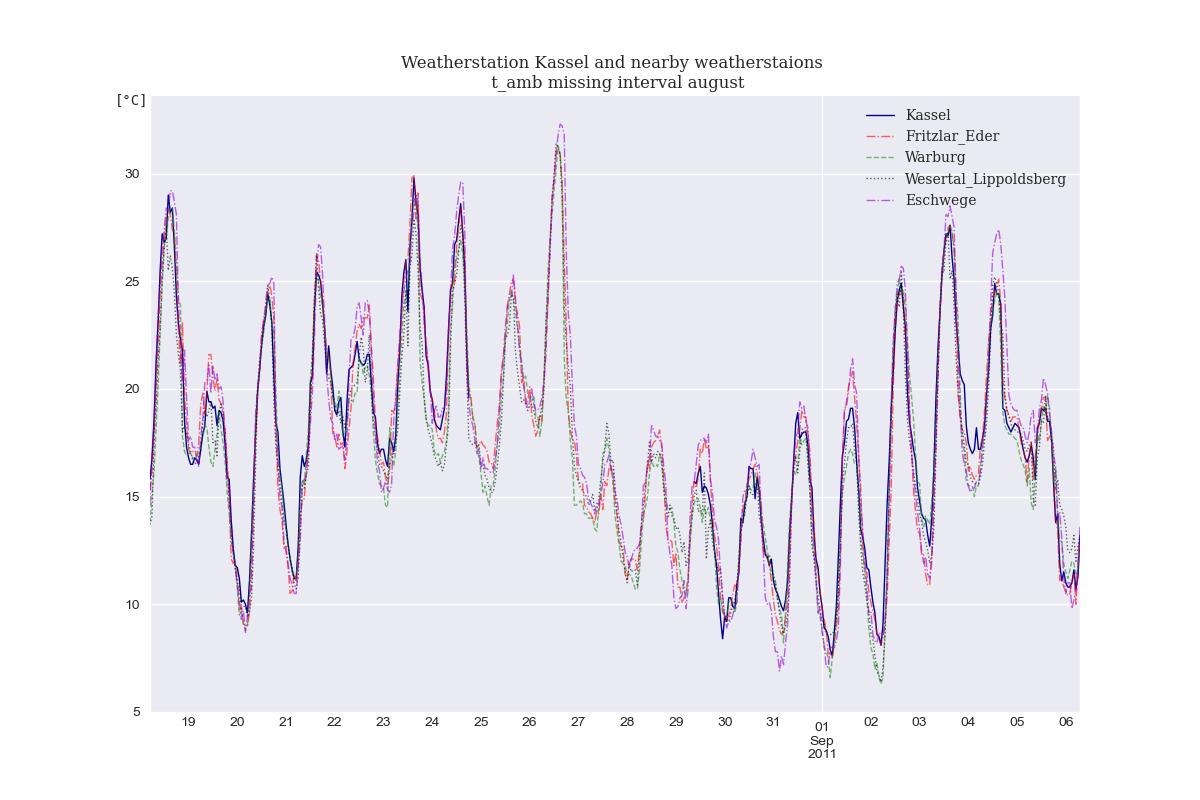 Weatherstation Kassel and nearby weatherstaions
t_amb missing interval august
[°C]
Kassel
Fritzlar_Eder
Warburg
Wesertal_Lippoldsberg
Eschwege
30
25
20
15
10
5
19 20 21 22 23 24 25 26 27 28 29 30 31 01 02 03 04 05 06
Sep
2011